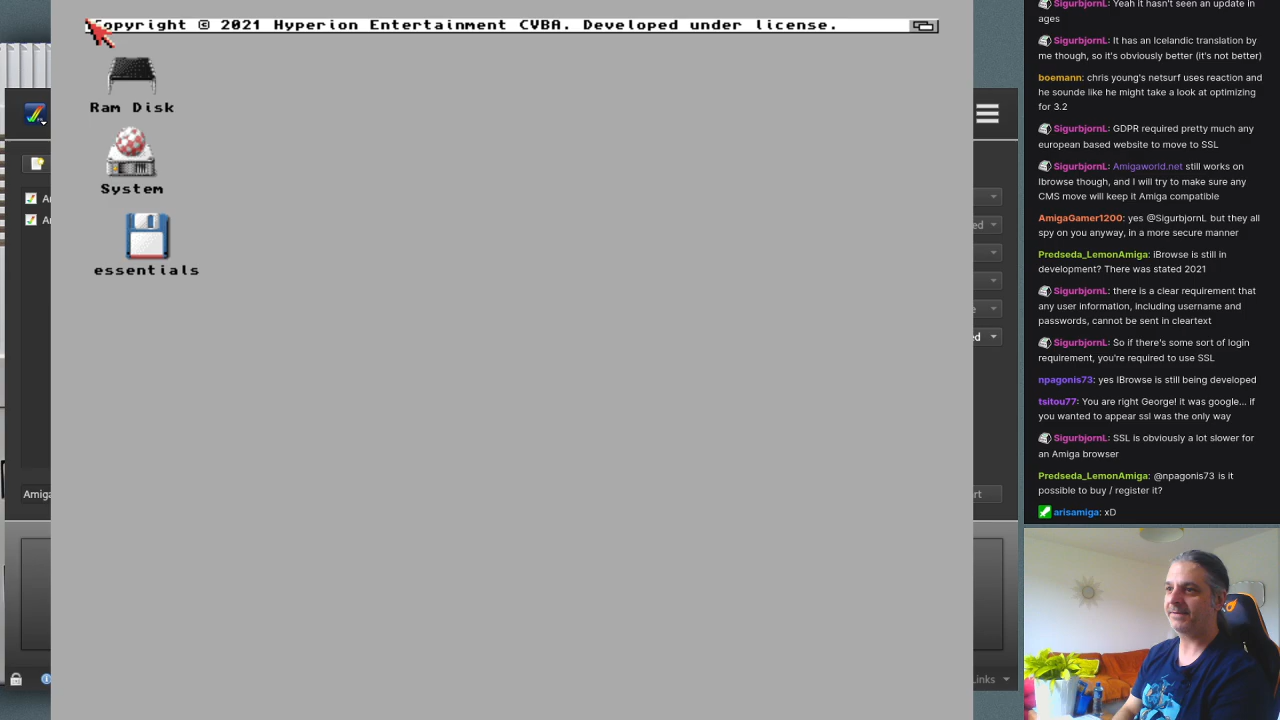 Copyright © 2021 Hyperion Entertainment CVBA. Developed under license.
Ram Disk
System
essentials
Amiga
Links
SigurbjornL: Yeah it hasn't seen an update in
ages
SigurbjornL: It has an Icelandic translation by
me though, so it's obviously better (it's not better)
boemann: chris young's netsurf uses reaction and
he sounde like he might take a look at optimizing
for 3.2
SigurbjornL: GDPR required pretty much any
european based website to move to SSL
SigurbjornL: Amigaworld.net still works on
Ibrowse though, and I will try to make sure any
CMS move will keep it Amiga compatible
AmigaGamer1200: yes @SigurbjornL but they all
spy on you anyway, in a more secure manner
Predseda_LemonAmiga: iBrowse is still in
development? There was stated 2021
SigurbjornL: there is a clear requirement that
any user information, including username and
passwords, cannot be sent in cleartext
SigurbjornL: So if there's some sort of login
requirement, you're required to use SSL
npagonis73: yes IBrowse is still being developed
tsitou77: You are right George! it was google... if
you wanted to appear ssl was the only way
SigurbjornL: SSL is obviously a lot slower for
an Amiga browser
Predseda_LemonAmiga: @npagonis73 is it
possible to buy / register it?
arisamiga: xD